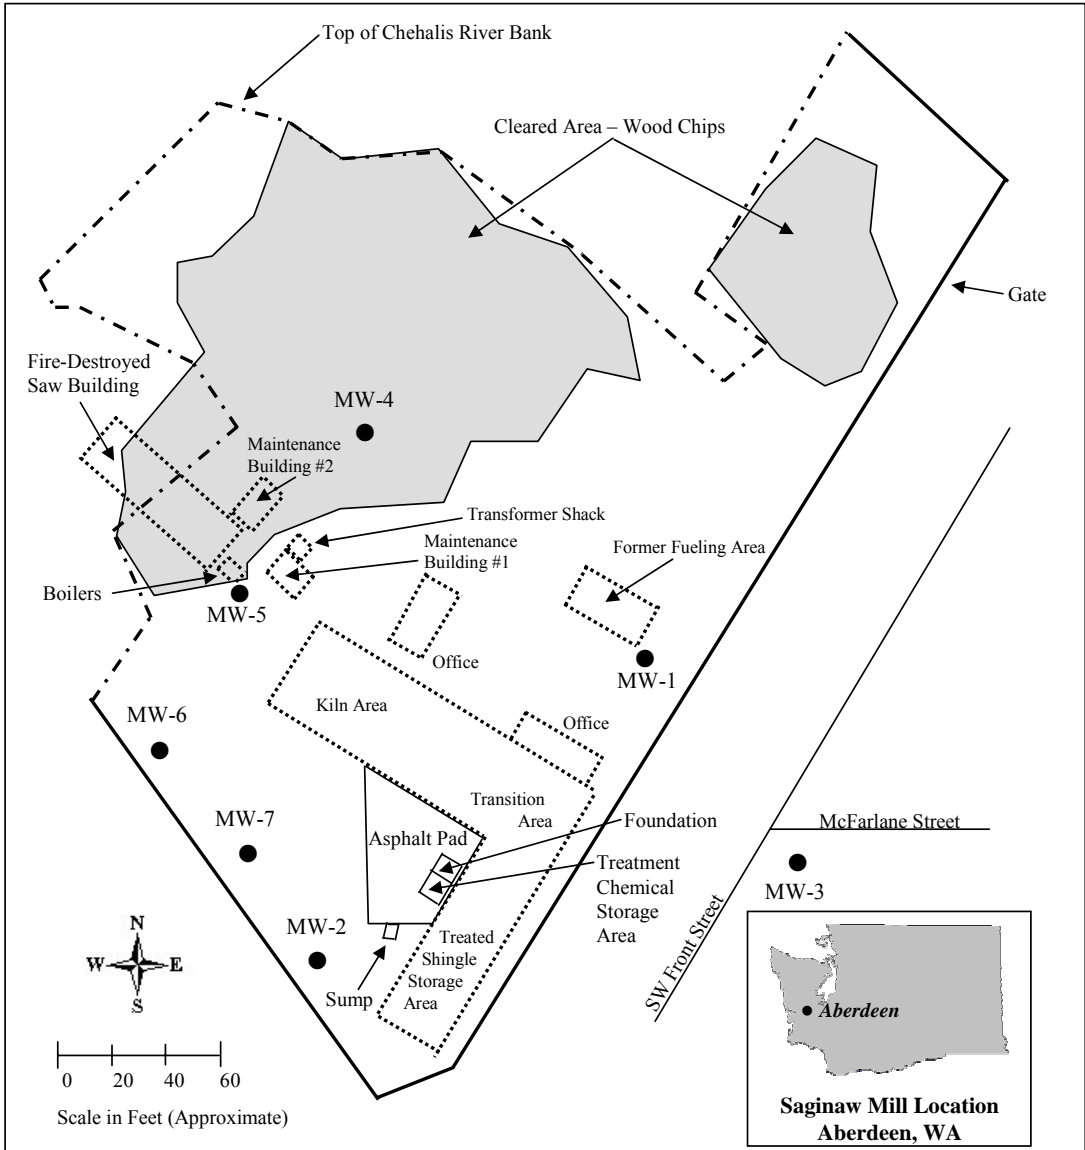 Top of Chehalis River Bank
Cleared Area – Wood Chips
Gate
Fire-Destroyed
Saw Building
MW-4
Maintenance
Building #2
Transformer Shack
Maintenance
Building #1
Former Fueling Area
Boilers
MW-5
Office
MW-1
Kiln Area
MW-6
Office
Transition
Area
MW-7
Asphalt Pad
Foundation
McFarlane Street
Treatment
Chemical
Storage
Area
MW-3
MW-2
Treated
Shingle
Storage
Area
Sump
SW Front Street
N
W
E
S
0 20 40 60
Scale in Feet (Approximate)
Aberdeen
Saginaw Mill Location
Aberdeen, WA